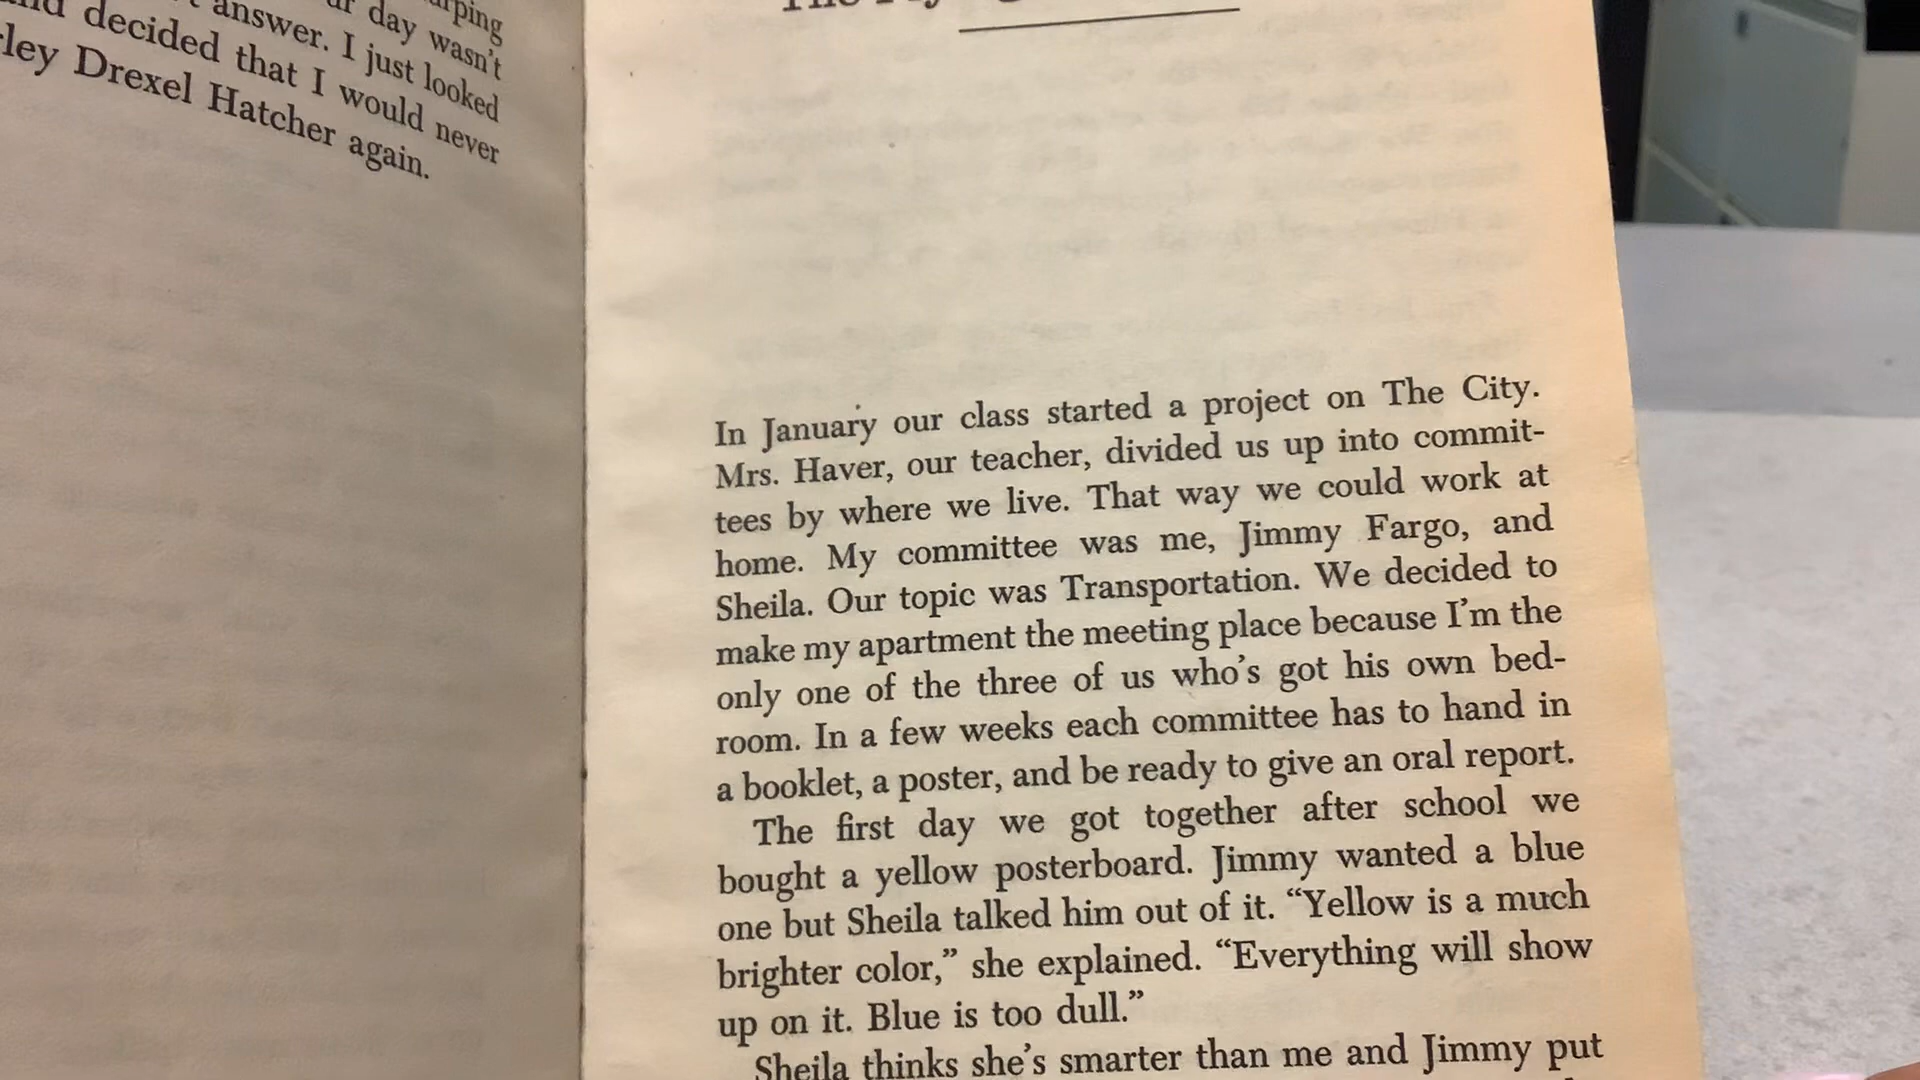 day wasn't
answer. I just looked
decided that I would never
Drexel Hatcher again.
The
In January our class started a project on The City.
Mrs. Haver, our teacher, divided us up into commit-
tees by where we live. That way we could work at
home. My committee was me, Jimmy Fargo, and
Sheila. Our topic was Transportation. We decided to
make my apartment the meeting place because I'm the
only one of the three of us who's got his own bed-
room. In a few weeks each committee has to hand in
a booklet, a poster, and be ready to give an oral report.
The first day we got together after school we
bought a yellow posterboard. Jimmy wanted a blue
one but Sheila talked him out of it. “Yellow is a much
brighter color,” she explained. “Everything will show
up on it. Blue is too dull.”
Sheila thinks she's smarter than me and Jimmy put